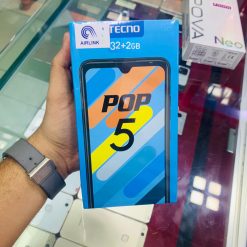 AIRLINK
TECNO
32+2GB
POP
5
POVA
Neo